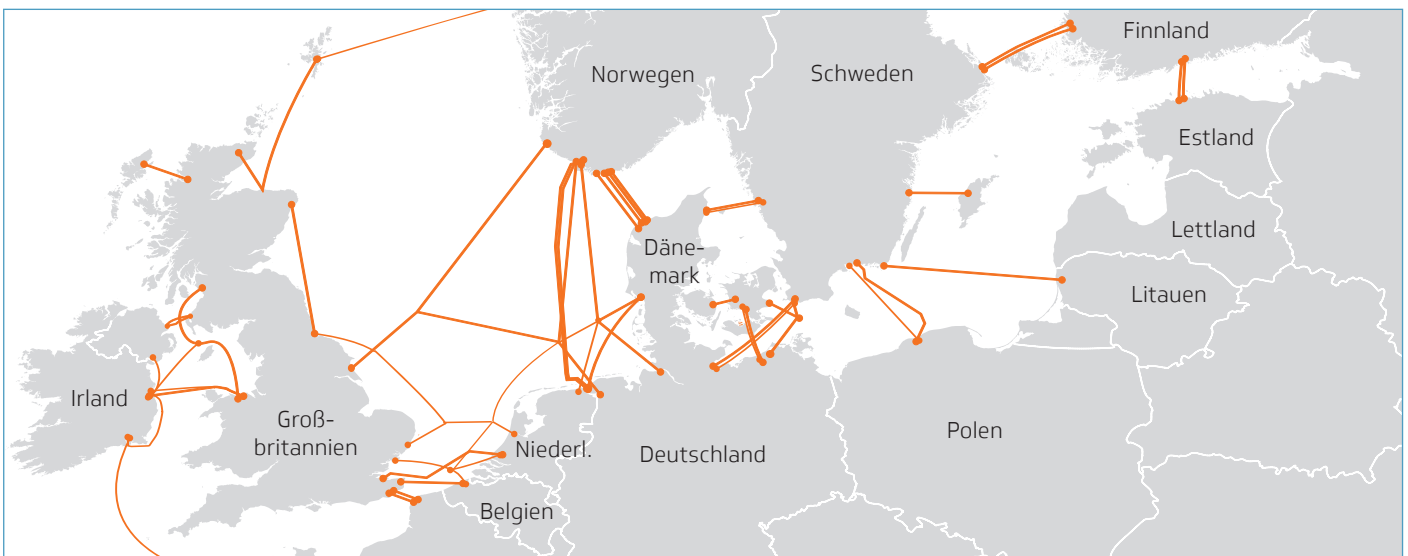 Finnland
Norwegen
Schweden
Estland
Lettland
Däne-
mark
Litauen
Irland
Groß-
britannien
Niederl.
Deutschland
Polen
Belgien